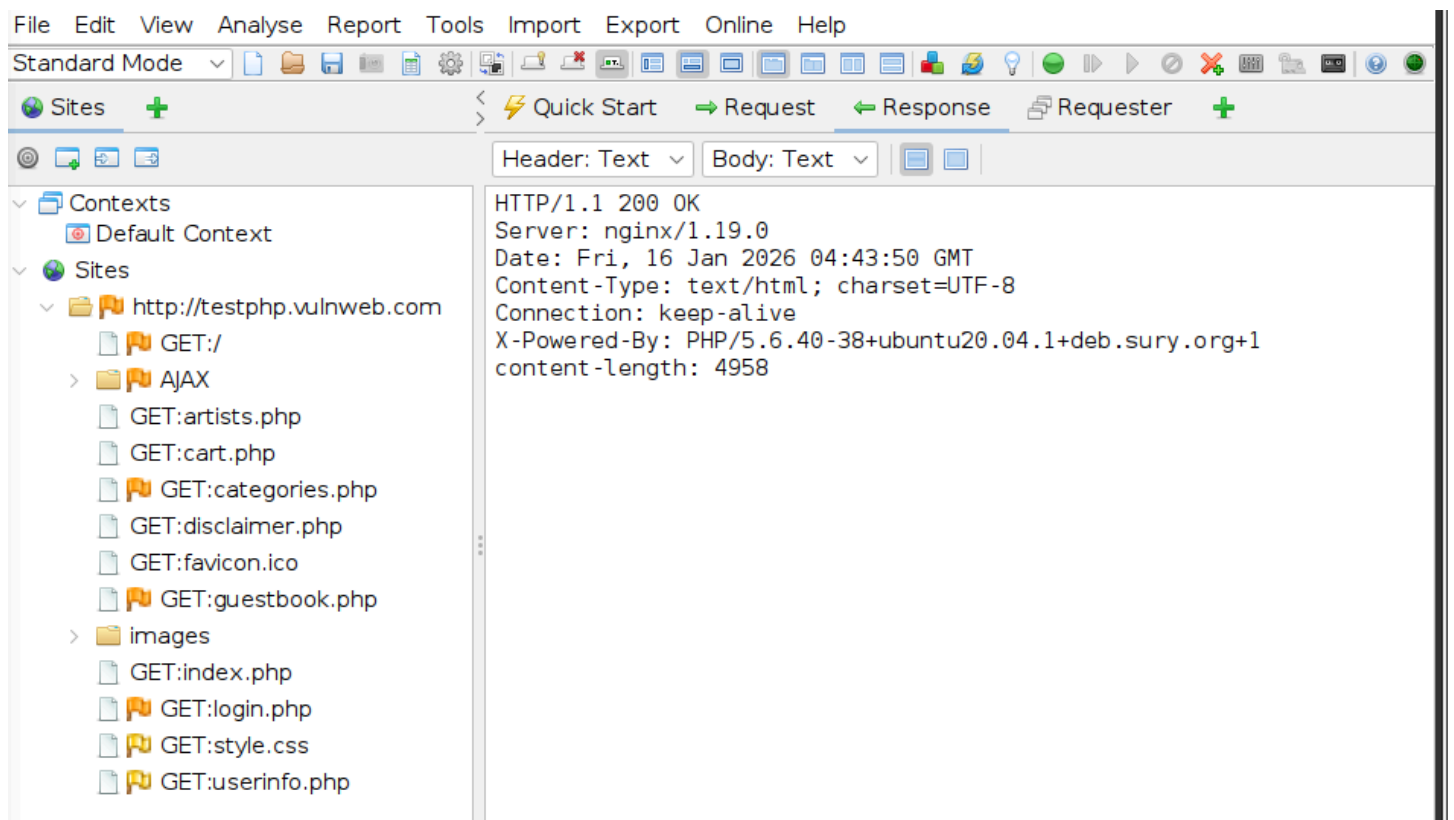 File Edit View Analyse Report Tools Import Export Online Help
Standard Mode
Sites
Quick Start Request Response Requester
Header: Text Body: Text
Contexts
Default Context
Sites
http://testphp.vulnweb.com
GET:/
AJAX
GET:artists.php
GET:cart.php
GET:categories.php
GET:disclaimer.php
GET:favicon.ico
GET:guestbook.php
images
GET:index.php
GET:login.php
GET:style.css
GET:userinfo.php
HTTP/1.1 200 OK
Server: nginx/1.19.0
Date: Fri, 16 Jan 2026 04:43:50 GMT
Content-Type: text/html; charset=UTF-8
Connection: keep-alive
X-Powered-By: PHP/5.6.40-38+ubuntu20.04.1+deb.sury.org+1
content-length: 4958